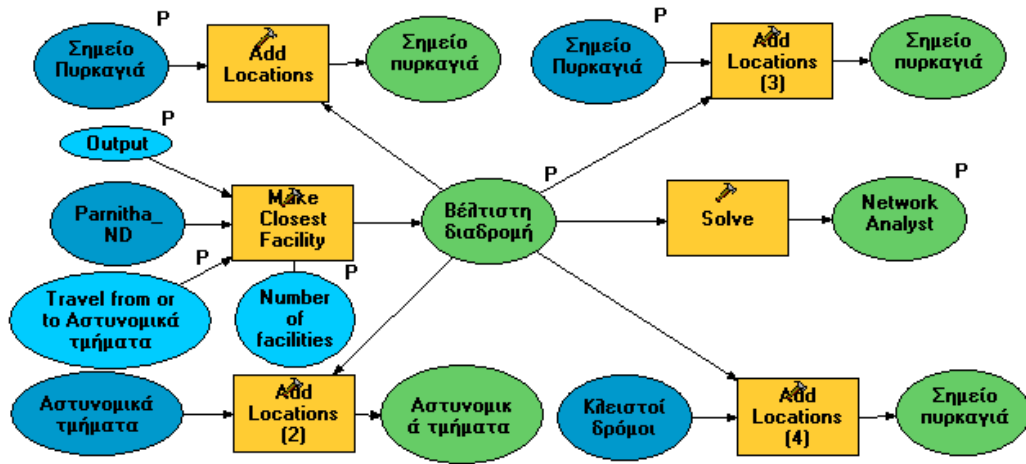 P
Σημείο
Πυρκαγιά
Add
Locations
Σημείο
πυρκαγιά
P
Σημείο
Πυρκαγιά
Add
Locations
(3)
Σημείο
πυρκαγιά
P
Output
Parnitha_
ND
P
Travel from or
to Αστυνομικά
τμήματα
Make
Closest
Facility
P
Number
of
facilities
P
Βέλτιστη
διαδρομή
Solve
P
Network
Analyst
Αστυνομικά
τμήματα
Add
Locations
(2)
Αστυνομικ
ά τμήματα
Κλειστοί
δρόμοι
Add
Locations
(4)
Σημείο
πυρκαγιά